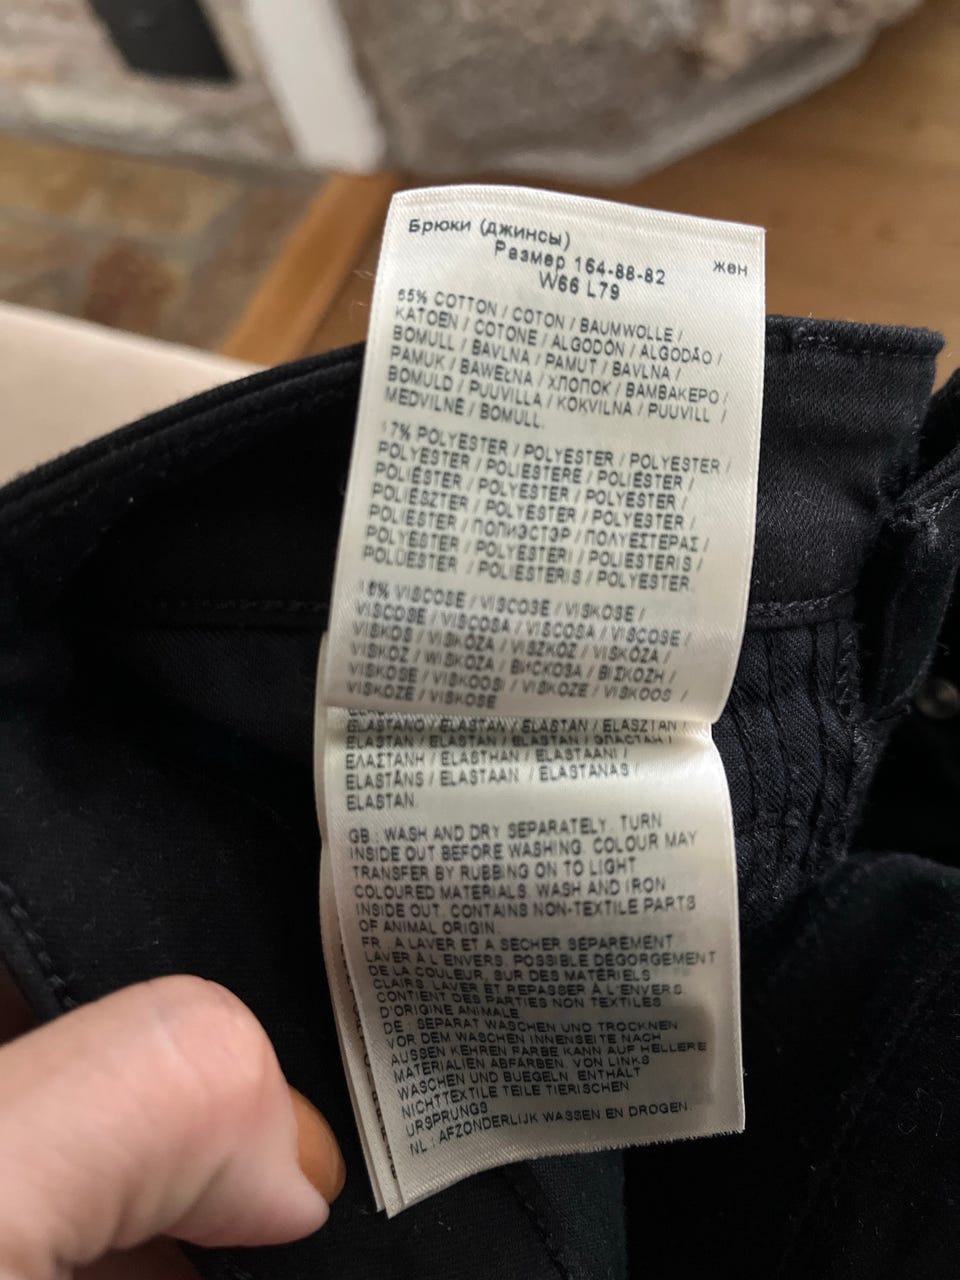 Брюки (джинсы)
жен
Размер 164-88-82
W66 L79
65% COTTON / COTON / BAUMWOLLE /
KATOEN / COTONE / ALGODÓN / ALGODÃO /
BOMULL / BAVLNA / PAMUT / BAVLNA /
PAMUK / BAWEŁNA / ХЛОПОК / ΒΑΜΒΑΚΕΡΟ /
BOMULD / PUUVILLA / KOKVILNA / PUUVILL /
MEDVILNĖ / BOMULL.
17% POLYESTER / POLYESTER / POLYESTER /
POLYESTER / POLIESTERE / POLIÉSTER /
POLIÉSTER / POLYESTER / POLYESTER /
POLIÉSZTER / POLYESTER / POLYESTER /
POLIESTER / ПОЛИЭСТЭР / ΠΟΛΥΕΣΤΕΡΑΣ /
POLYESTER / POLYESTERI / POLIESTERIS /
POLÜESTER / POLIESTERIS / POLYESTER.
16% VISCOSE / VISCOSE / VISKOSE /
VISCOSE / VISCOSA / VISCOSA / VISCOSE /
VISKOS / VISKÓZA / VISZKÓZ / VISKÓZA /
VISKOZ / WISKOZA / ВИСКОЗА / ΒΙΣΚΟΖΗ /
VISKOSE / VISKOOSI / VISKOZE / VISKOOS /
VISKOZE / VISKOSE
ELASTANO / ELASTAN / ELASTAN / ELASZTAN /
ELASTAN / ELASTAN / ELASTAN / ЭЛАСТАН /
ΕΛΑΣΤΑΝΗ / ELASTHAN / ELASTAANI /
ELASTĀNS / ELASTAAN / ELASTANAS /
ELASTAN.
GB : WASH AND DRY SEPARATELY. TURN
INSIDE OUT BEFORE WASHING. COLOUR MAY
TRANSFER BY RUBBING ON TO LIGHT
COLOURED MATERIALS. WASH AND IRON
INSIDE OUT. CONTAINS NON-TEXTILE PARTS
OF ANIMAL ORIGIN.
FR : A LAVER ET A SÉCHER SÉPARÉMENT.
LAVER À L'ENVERS. POSSIBLE DÉGORGEMENT
DE LA COULEUR, SUR DES MATÉRIELS
CLAIRS. LAVER ET REPASSER À L'ENVERS
CONTIENT DES PARTIES NON TEXTILES
D'ORIGINE ANIMALE
DE : SEPARAT WASCHEN UND TROCKNEN
VOR DEM WASCHEN INNENSEITE NACH
AUSSEN KEHREN FARBE KANN AUF HELLERE
MATERIALIEN ABFÄRBEN. VON LINKS
WASCHEN UND BUEGELN. ENTHÄLT
NICHTTEXTILE TEILE TIERISCHEN
URSPRUNGS
NL : AFZONDERLIJK WASSEN EN DROGEN.